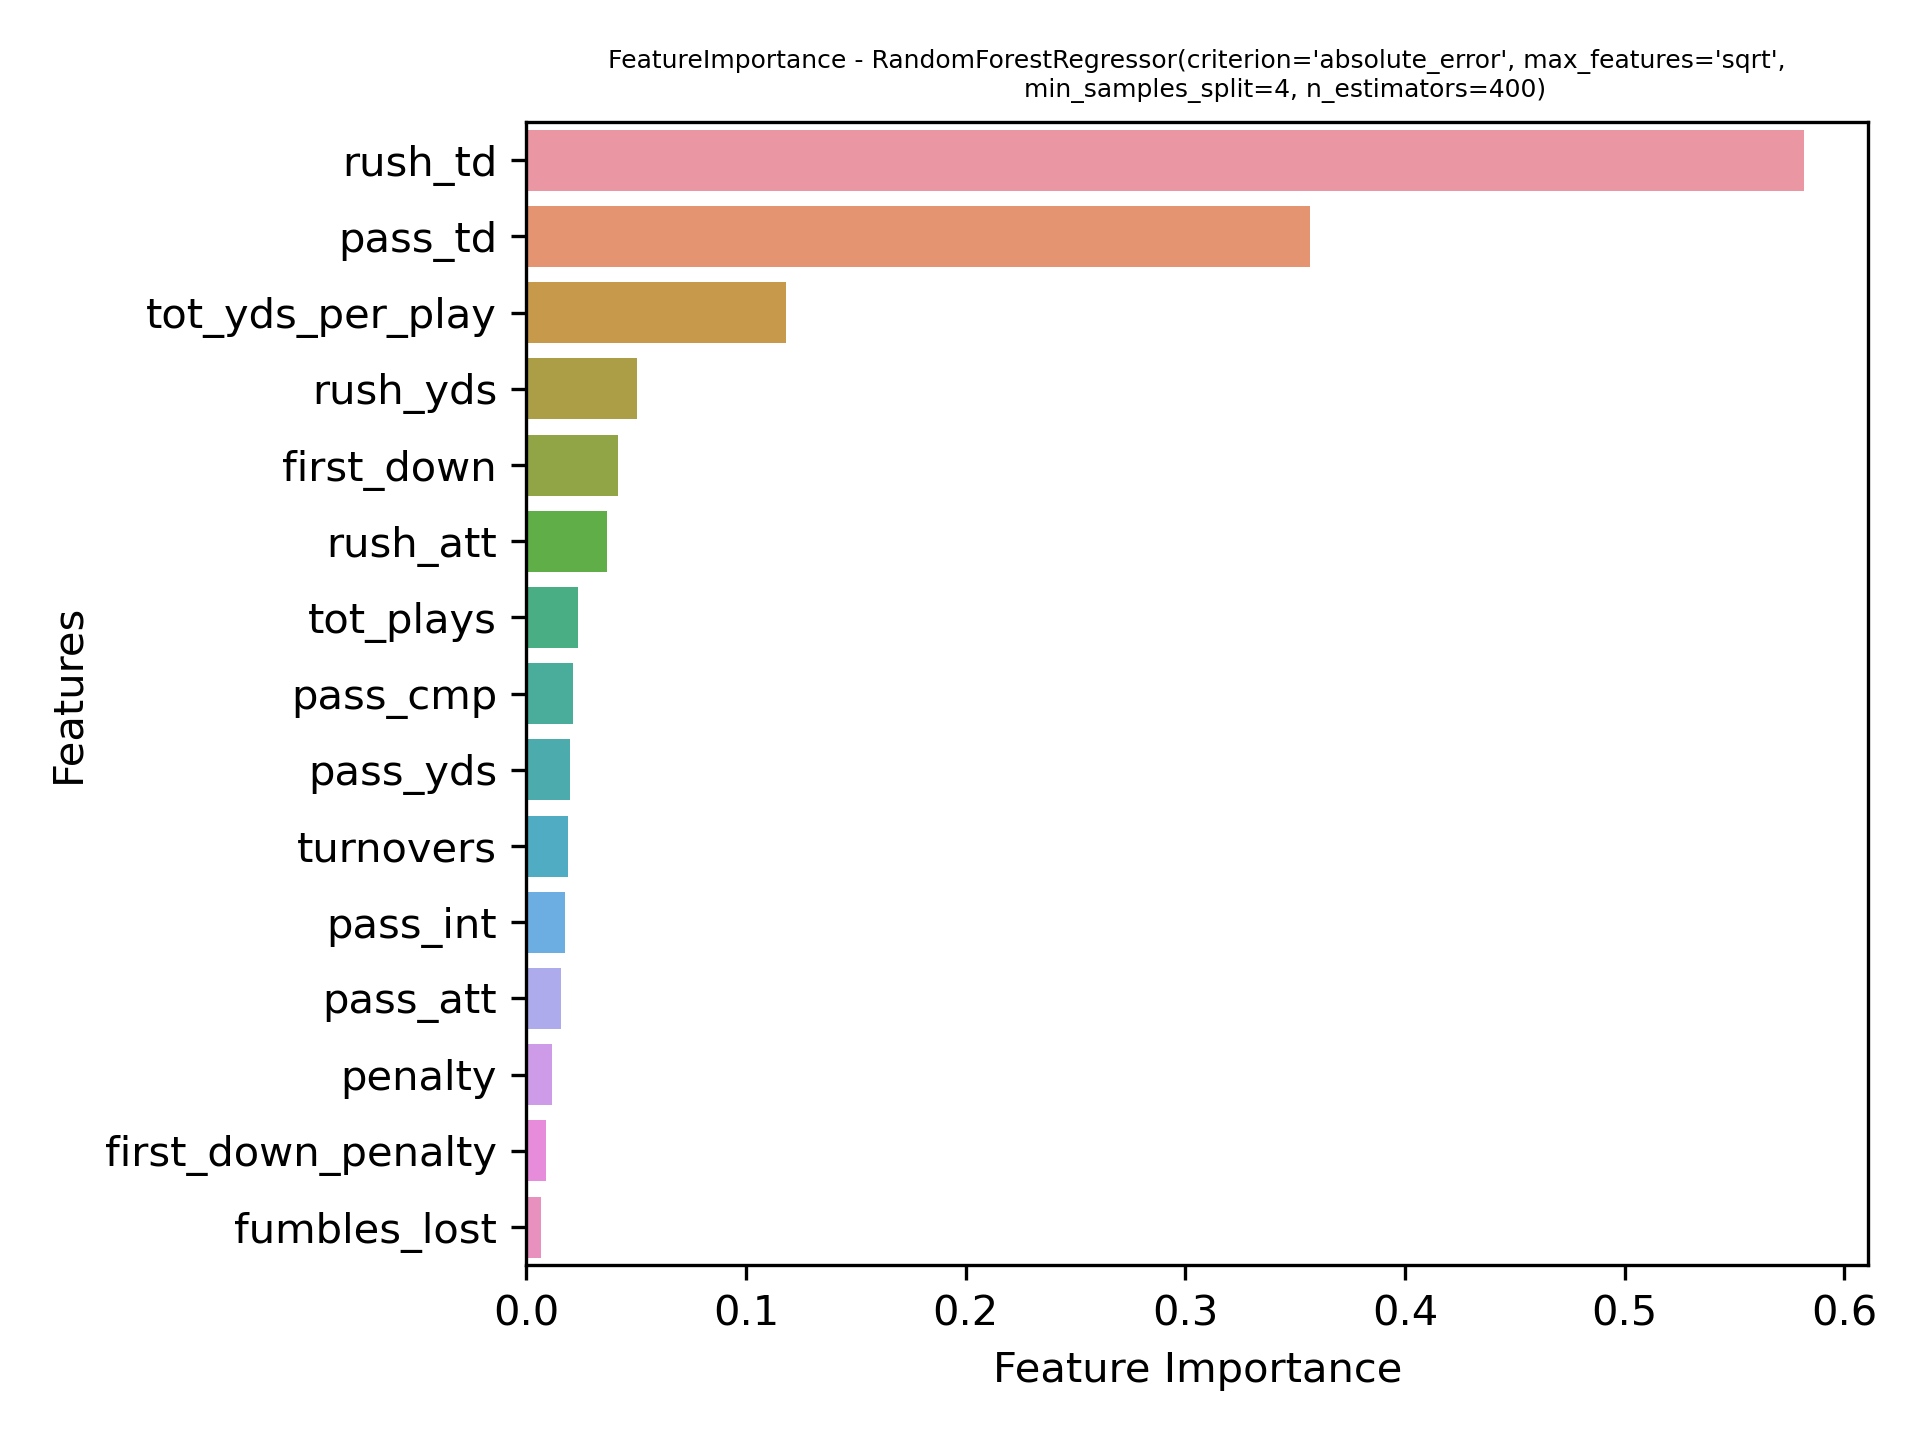 FeatureImportance - RandomForestRegressor(criterion='absolute_error', max_features='sqrt',
min_samples_split=4, n_estimators=400)
rush_td
pass_td
tot_yds_per_play
rush_yds
first_down
rush_att
tot_plays
pass_cmp
pass_yds
turnovers
pass_int
pass_att
penalty
first_down_penalty
fumbles_lost
Features
0.0 0.1 0.2 0.3 0.4 0.5 0.6
Feature Importance